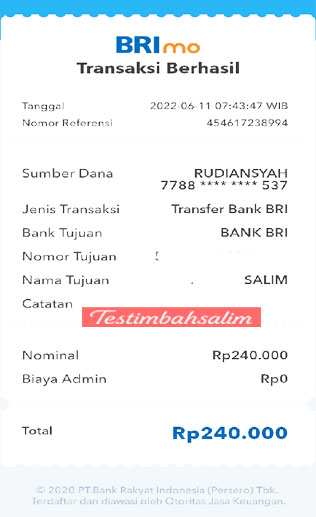 BRImo
Transaksi Berhasil
Tanggal 2022-06-11 07:43:47 WIB
Nomor Referensi 454617238994
Sumber Dana RUDIANSYAH
7788 **** **** 537
Jenis Transaksi Transfer Bank BRI
Bank Tujuan BANK BRI
Nomor Tujuan
Nama Tujuan SALIM
Catatan
Testimbahsalim
Nominal Rp240.000
Biaya Admin Rp0
Total Rp240.000
© 2020 PT.Bank Rakyat Indonesia (Persero) Tbk.
Terdaftar dan diawasi oleh Otoritas Jasa Keuangan.